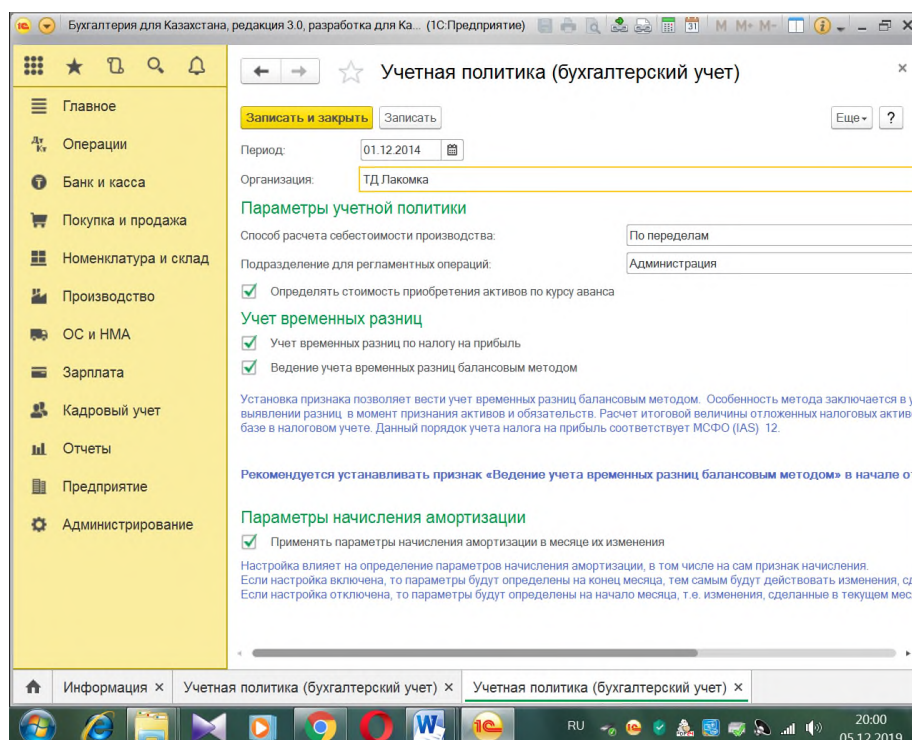 Бухгалтерия для Казахстана, редакция 3.0, разработка для Ка... (1С:Предприятие)
M M+ M-
Главное
Операции
Банк и касса
Покупка и продажа
Номенклатура и склад
Производство
ОС и НМА
Зарплата
Кадровый учет
Отчеты
Предприятие
Администрирование
Учетная политика (бухгалтерский учет)
Записать и закрыть Записать Еще ?
Период: 01.12.2014
Организация: ТД Лакомка
Параметры учетной политики
Способ расчета себестоимости производства: По переделам
Подразделение для регламентных операций: Администрация
Определять стоимость приобретения активов по курсу аванса
Учет временных разниц
Учет временных разниц по налогу на прибыль
Ведение учета временных разниц балансовым методом
Установка признака позволяет вести учет временных разниц балансовым методом. Особенность метода заключается в у
выявлении разниц в момент признания активов и обязательств. Расчет итоговой величины отложенных налоговых актив
базе в налоговом учете. Данный порядок учета налога на прибыль соответствует МСФО (IAS) 12.
Рекомендуется устанавливать признак «Ведение учета временных разниц балансовым методом» в начале о
Параметры начисления амортизации
Применять параметры начисления амортизации в месяце их изменения
Настройка влияет на определение параметров начисления амортизации, в том числе на сам признак начисления.
Если настройка включена, то параметры будут определены на конец месяца, тем самым будут действовать изменения, сд
Если настройка отключена, то параметры будут определены на начало месяца, т.е. изменения, сделанные в текущем мес
Информация × Учетная политика (бухгалтерский учет) × Учетная политика (бухгалтерский учет) ×
RU 20:00
05.12.2019